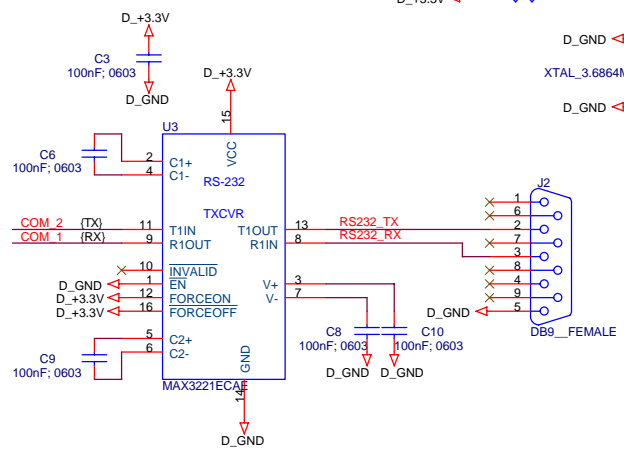 D_+3.3V
D_+3.3V
D_GND
C3
100nF; 0603
D_+3.3V
XTAL_3.6864M
D_GND
D_GND
U3
15
VCC
C6
100nF; 0603
2
C1+
4
C1-
RS-232
TXCVR
J2
1
6
COM_2
{TX}
11
T1IN
T1OUT
13
RS232_TX
2
COM_1
{RX}
9
R1OUT
R1IN
8
RS232_RX
7
3
10
INVALID
8
D_GND
1
EN
V+
3
4
D_+3.3V
12
FORCEON
V-
7
9
D_+3.3V
16
FORCEOFF
D_GND
5
DB9__FEMALE
C9
100nF; 0603
5
C2+
6
C2-
C8
100nF; 0603
C10
100nF; 0603
GND
D_GND
D_GND
MAX3221ECAE
14
D_GND